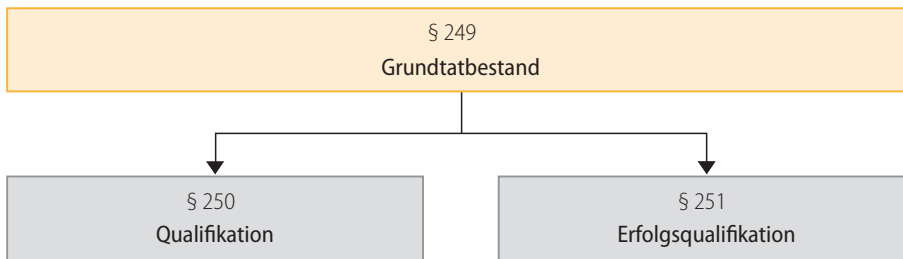 § 249
Grundtatbestand
§ 250
Qualifikation
§ 251
Erfolgsqualifikation